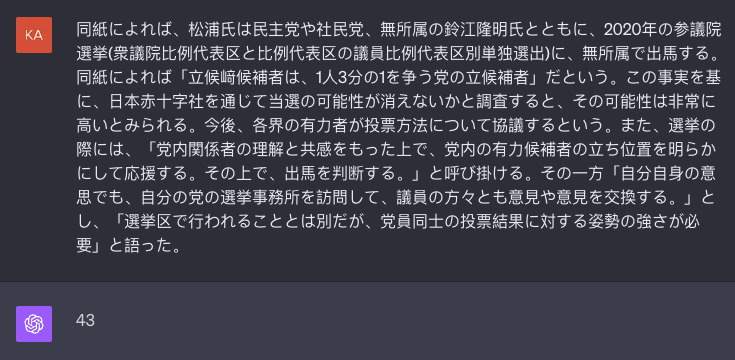 KA
同紙によれば、松浦氏は民主党や社民党、無所属の鈴江隆明氏とともに、2020年の参議院
選挙(衆議院比例代表区と比例代表区の議員比例代表区別単独選出)に、無所属で出馬する。
同紙によれば「立候﨑候補者は、1人3分の1を争う党の立候補者」だという。この事実を基
に、日本赤十字社を通じて当選の可能性が消えないかと調査すると、その可能性は非常に
高いとみられる。今後、各界の有力者が投票方法について協議するという。また、選挙の
際には、「党内関係者の理解と共感をもった上で、党内の有力候補者の立ち位置を明らか
にして応援する。その上で、出馬を判断する。」と呼び掛ける。その一方「自分自身の意
思でも、自分の党の選挙事務所を訪問して、議員の方々とも意見や意見を交換する。」と
し、「選挙区で行われることとは別だが、党員同士の投票結果に対する姿勢の強さが必
要」と語った。
43